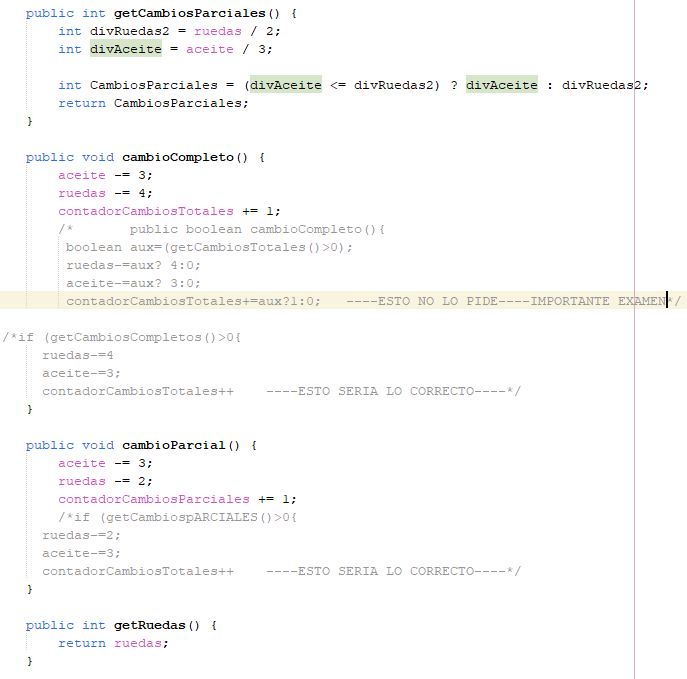 public int getCambiosParciales() {
int divRuedas2 = ruedas / 2;
int divAceite = aceite / 3;
int CambiosParciales = (divAceite <= divRuedas2) ? divAceite : divRuedas2;
return CambiosParciales;
}
public void cambioCompleto() {
aceite -= 3;
ruedas -= 4;
contadorCambiosTotales += 1;
/*       public boolean cambioCompleto(){
boolean aux=(getCambiosTotales()>0);
ruedas-=aux? 4:0;
aceite-=aux? 3:0;
contadorCambiosTotales+=aux?1:0;   ----ESTO NO LO PIDE----IMPORTANTE EXAMEN*/
/*if (getCambiosCompletos()>0{
ruedas-=4
aceite-=3;
contadorCambiosTotales++    ----ESTO SERIA LO CORRECTO----*/
}
public void cambioParcial() {
aceite -= 3;
ruedas -= 2;
contadorCambiosParciales += 1;
/*if (getCambiospARCIALES()>0{
ruedas-=2;
aceite-=3;
contadorCambiosTotales++    ----ESTO SERIA LO CORRECTO----*/
}
public int getRuedas() {
return ruedas;
}